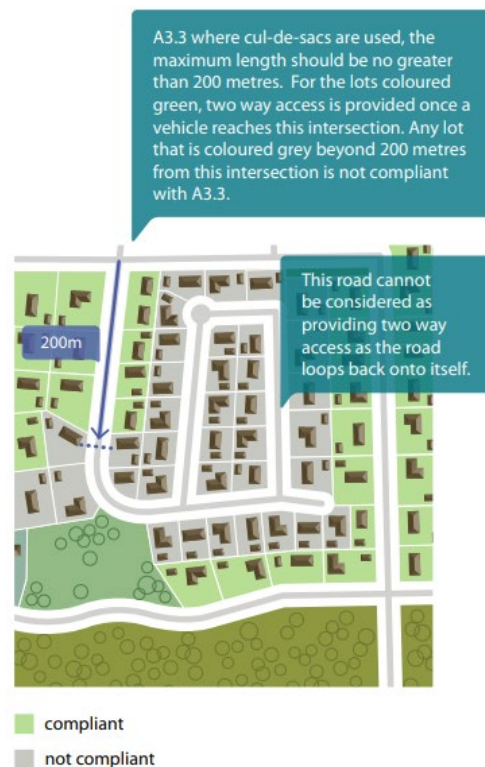 A3.3 where cul-de-sacs are used, the
maximum length should be no greater
than 200 metres.  For the lots coloured
green, two way access is provided once a
vehicle reaches this intersection. Any lot
that is coloured grey beyond 200 metres
from this intersection is not compliant
with A3.3.
This road cannot
be considered as
providing two way
access as the road
loops back onto itself.
200m
compliant
not compliant